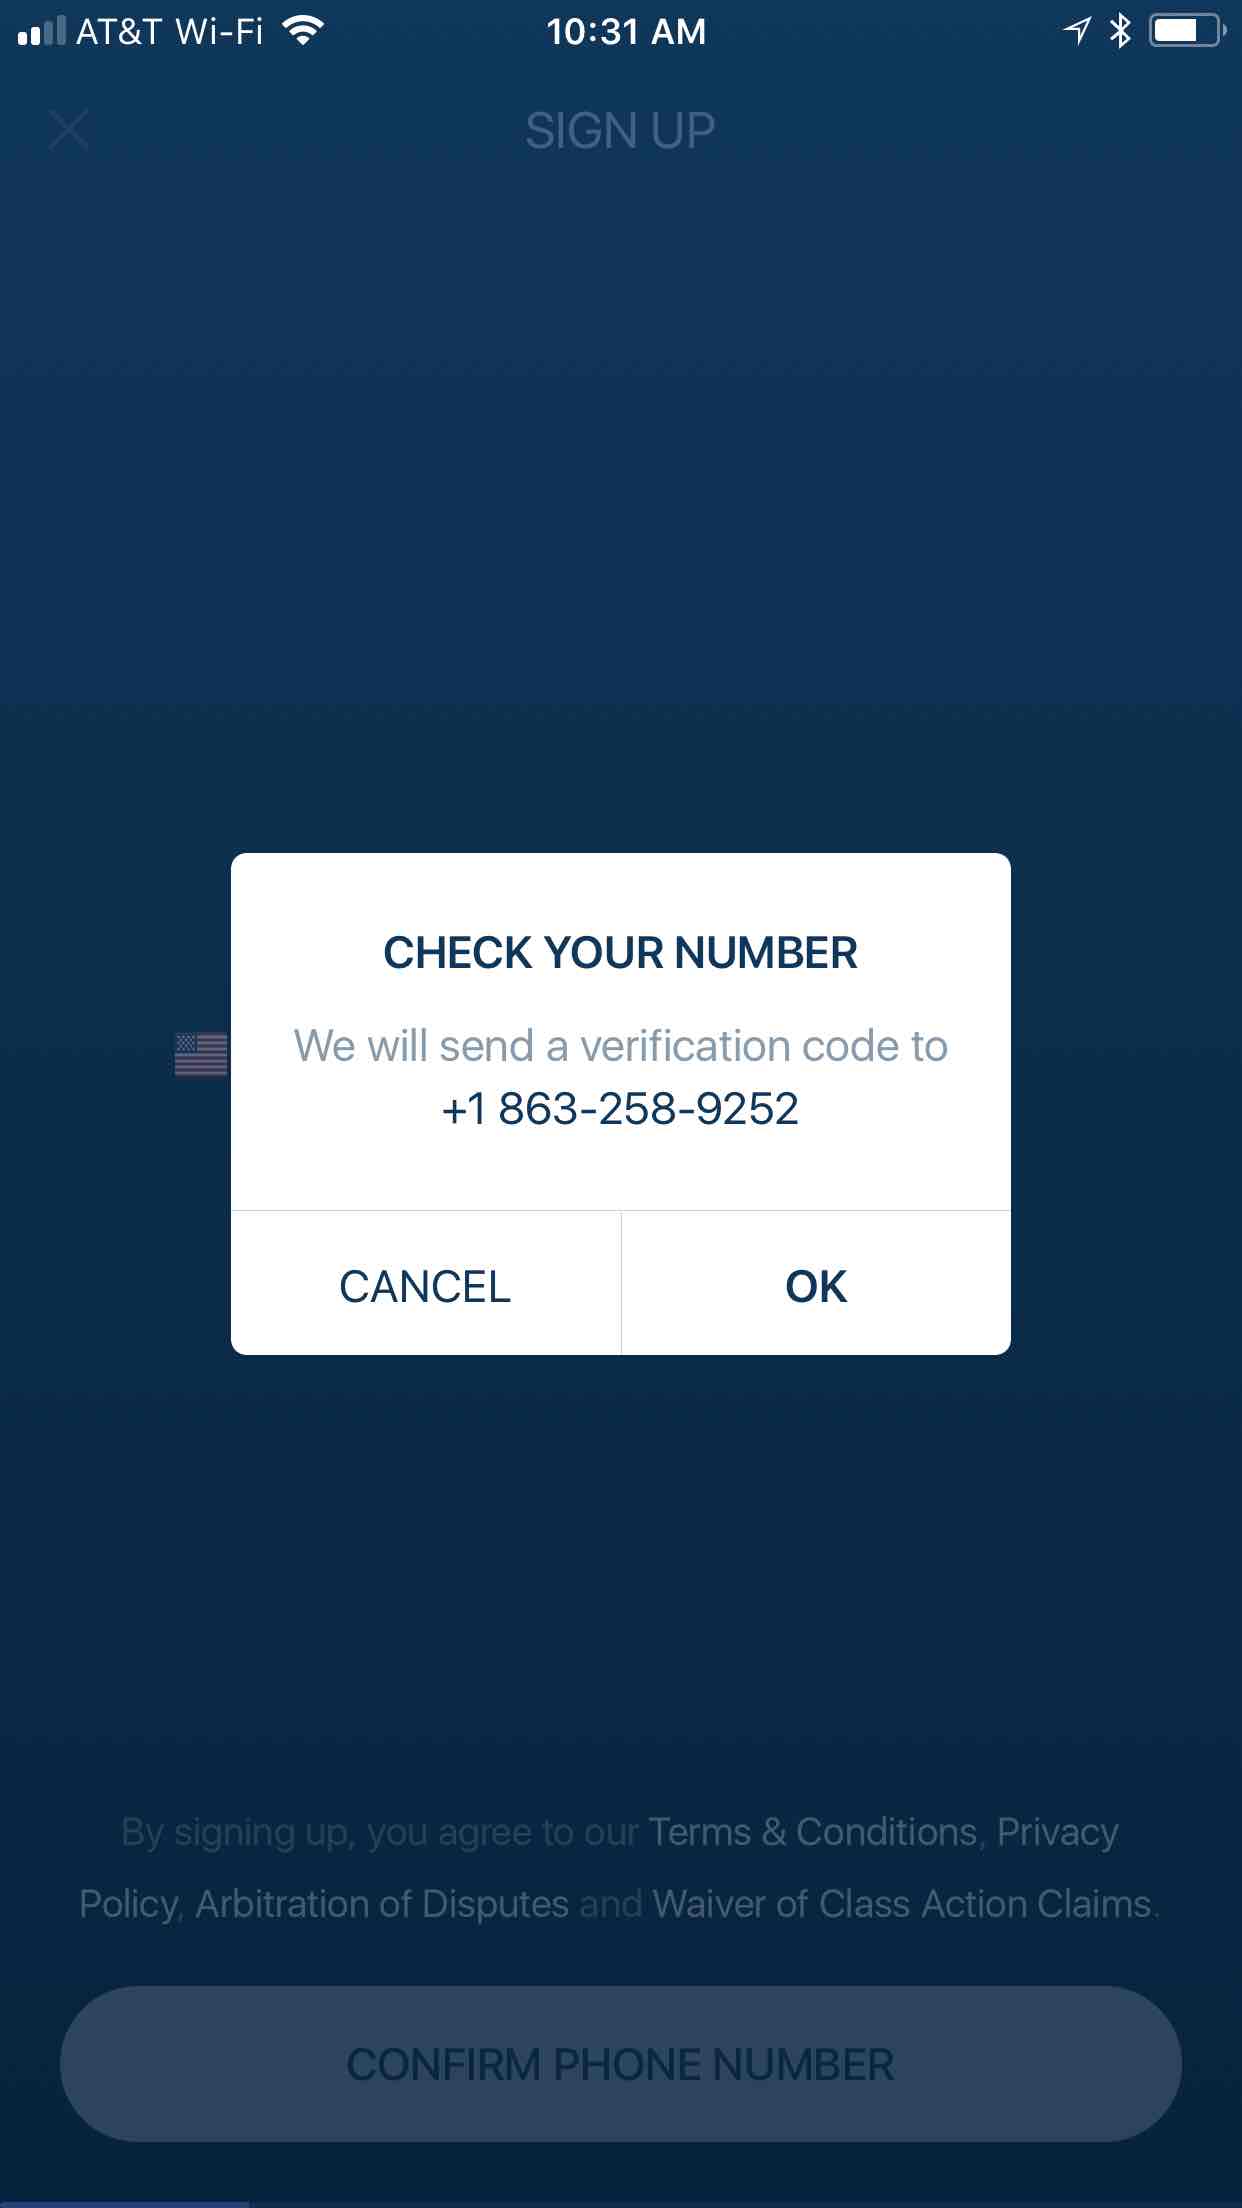 AT&T Wi-Fi 10:31 AM
SIGN UP
CHECK YOUR NUMBER
We will send a verification code to
+1 863-258-9252
CANCEL OK
By signing up, you agree to our Terms & Conditions, Privacy
Policy, Arbitration of Disputes and Waiver of Class Action Claims.
CONFIRM PHONE NUMBER